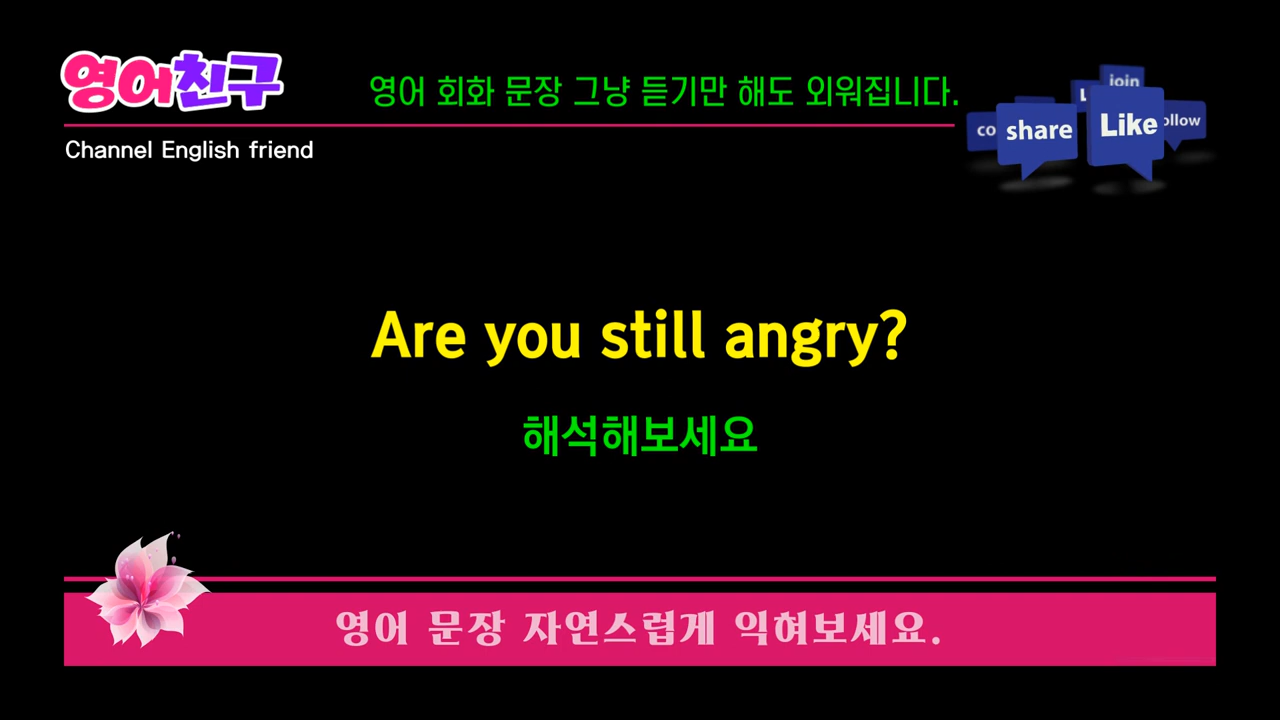 영어친구
영어 회화 문장 그냥 듣기만 해도 외워집니다.
Channel English friend
join
share
Like
Are you still angry?
해석해보세요
영어 문장 자연스럽게 익혀보세요.